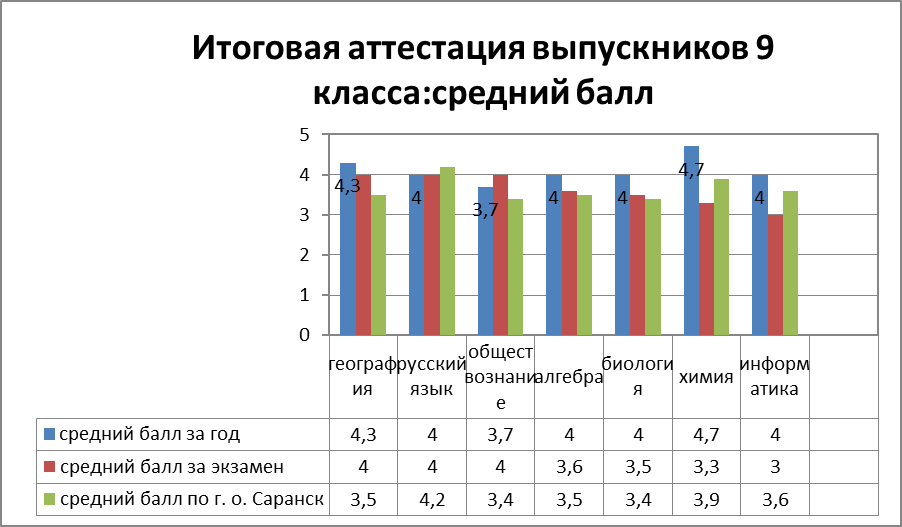 Итоговая аттестация выпускников 9
класса:средний балл
5
4
3
2
1
0
4,3 4 3,7 4 4 4,7 4
географ
ия
русский
язык
общест
вознани
е
алгебра
биологи
я
химия
информ
атика
средний балл за год 4,3 4 3,7 4 4 4,7 4
средний балл за экзамен 4 4 4 3,6 3,5 3,3 3
средний балл по г. о. Саранск 3,5 4,2 3,4 3,5 3,4 3,9 3,6